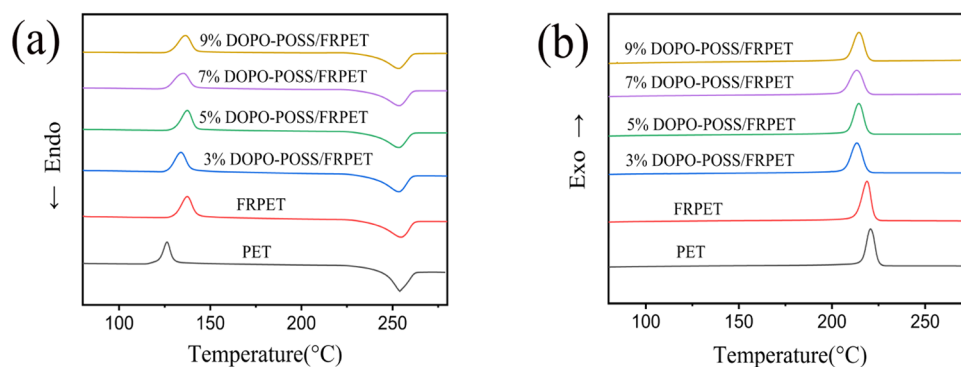 (a)
9% DOPO-POSS/FRPET
7% DOPO-POSS/FRPET
5% DOPO-POSS/FRPET
3% DOPO-POSS/FRPET
FRPET
PET
← Endo
100 150 200 250
Temperature(°C)
(b)
9% DOPO-POSS/FRPET
7% DOPO-POSS/FRPET
5% DOPO-POSS/FRPET
3% DOPO-POSS/FRPET
FRPET
PET
Exo →
100 150 200 250
Temperature(°C)